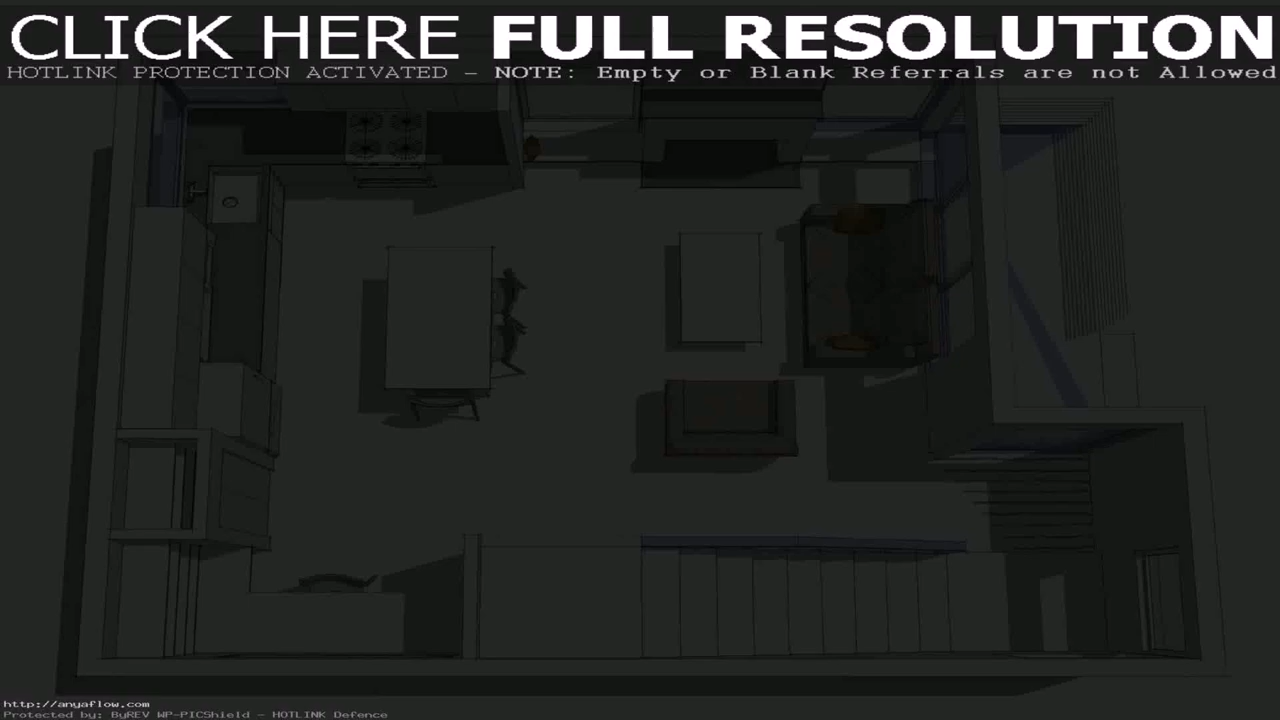 CLICK HERE FULL RESOLUTION
HOTLINK PROTECTION ACTIVATED - NOTE: Empty or Blank Referrals are not Allowed
http://anyaflow.com
Protected by: ByREV WP-PICShield - HOTLINK Defence